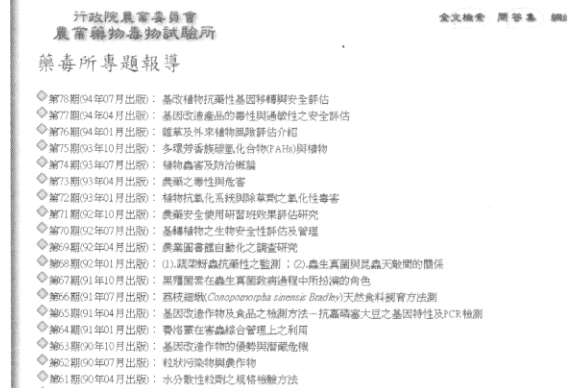 行政院農業委員會
農業藥物毒物試驗所
全文檢索 問答集
藥毒所專題報導
第78期(94年07月出版)： 基改植物抗藥性基因移轉與安全評估
第77期(94年04月出版)： 基因改造產品的毒性與過敏性之安全評估
第76期(94年01月出版)： 雜草及外來植物風險評估介紹
第75期(93年10月出版)： 多環芳香族碳氫化合物(PAHs)與植物
第74期(93年07月出版)： 植物蟲害及防治概論
第73期(93年04月出版)： 農藥之毒性與危害
第72期(93年01月出版)： 植物抗氧化系統與除草劑之氧化性毒害
第71期(92年10月出版)： 農藥安全使用研習班效果評估研究
第70期(92年07月出版)： 基轉植物之生物安全性評估及管理
第69期(92年04月出版)： 農業圖書館自動化之調查研究
第68期(92年01月出版)： (1).蔬菜蚜蟲抗藥性之監測 ；(2).蟲生真菌與昆蟲天敵間的關係
第67期(91年10月出版)： 黑殭菌素在蟲生真菌致病過程中所扮演的角色
第66期(91年07月出版)： 荔枝細蛾(Conopomorpha sinensis Bradley)天然食料飼育方法測
第65期(91年04月出版)： 基因改造作物及食品之檢測方法－抗嘉磷塞大豆之基因特性及PCR檢測
第64期(91年01月出版)： 費洛蒙在害蟲綜合管理上之利用
第63期(90年10月出版)： 基因改造作物的優勢與潛藏危機
第62期(90年07月出版)： 粒狀污染物與農作物
第61期(90年04月出版)： 水分散性粒劑之規格檢驗方法